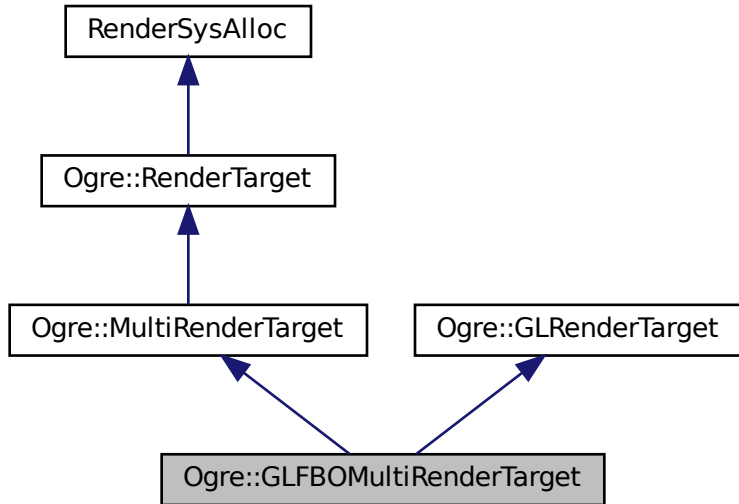 RenderSysAlloc
Ogre::RenderTarget
Ogre::MultiRenderTarget
Ogre::GLRenderTarget
Ogre::GLFBOMultiRenderTarget